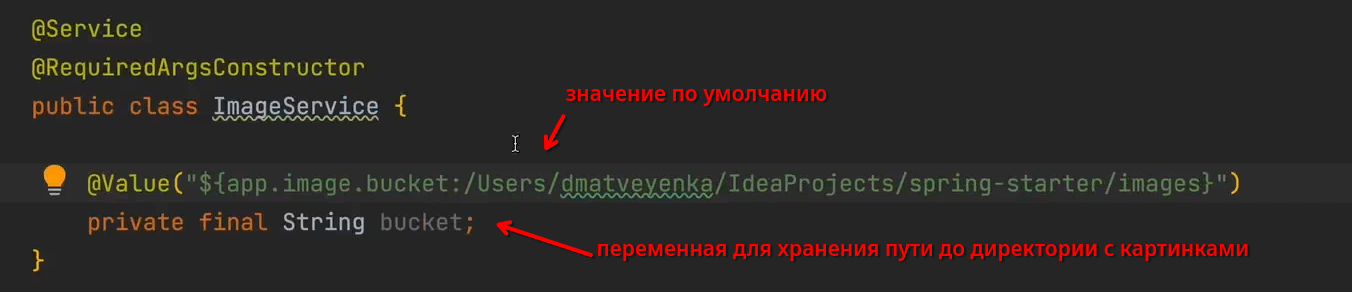 @Service
@RequiredArgsConstructor
public class ImageService {
значение по умолчанию
@Value("${app.image.bucket:/Users/dmatveyenka/IdeaProjects/spring-starter/images}")
private final String bucket;
переменная для хранения пути до директории с картинками
}